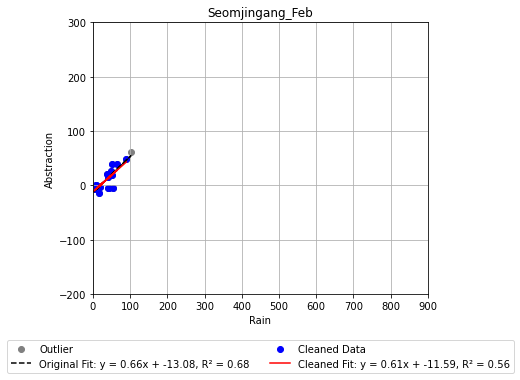 Seomjingang_Feb
300
200
100
0
−100
−200
Abstraction
0 100 200 300 400 500 600 700 800 900
Rain
Outlier Cleaned Data
Original Fit: y = 0.66x + -13.08, R² = 0.68 Cleaned Fit: y = 0.61x + -11.59, R² = 0.56